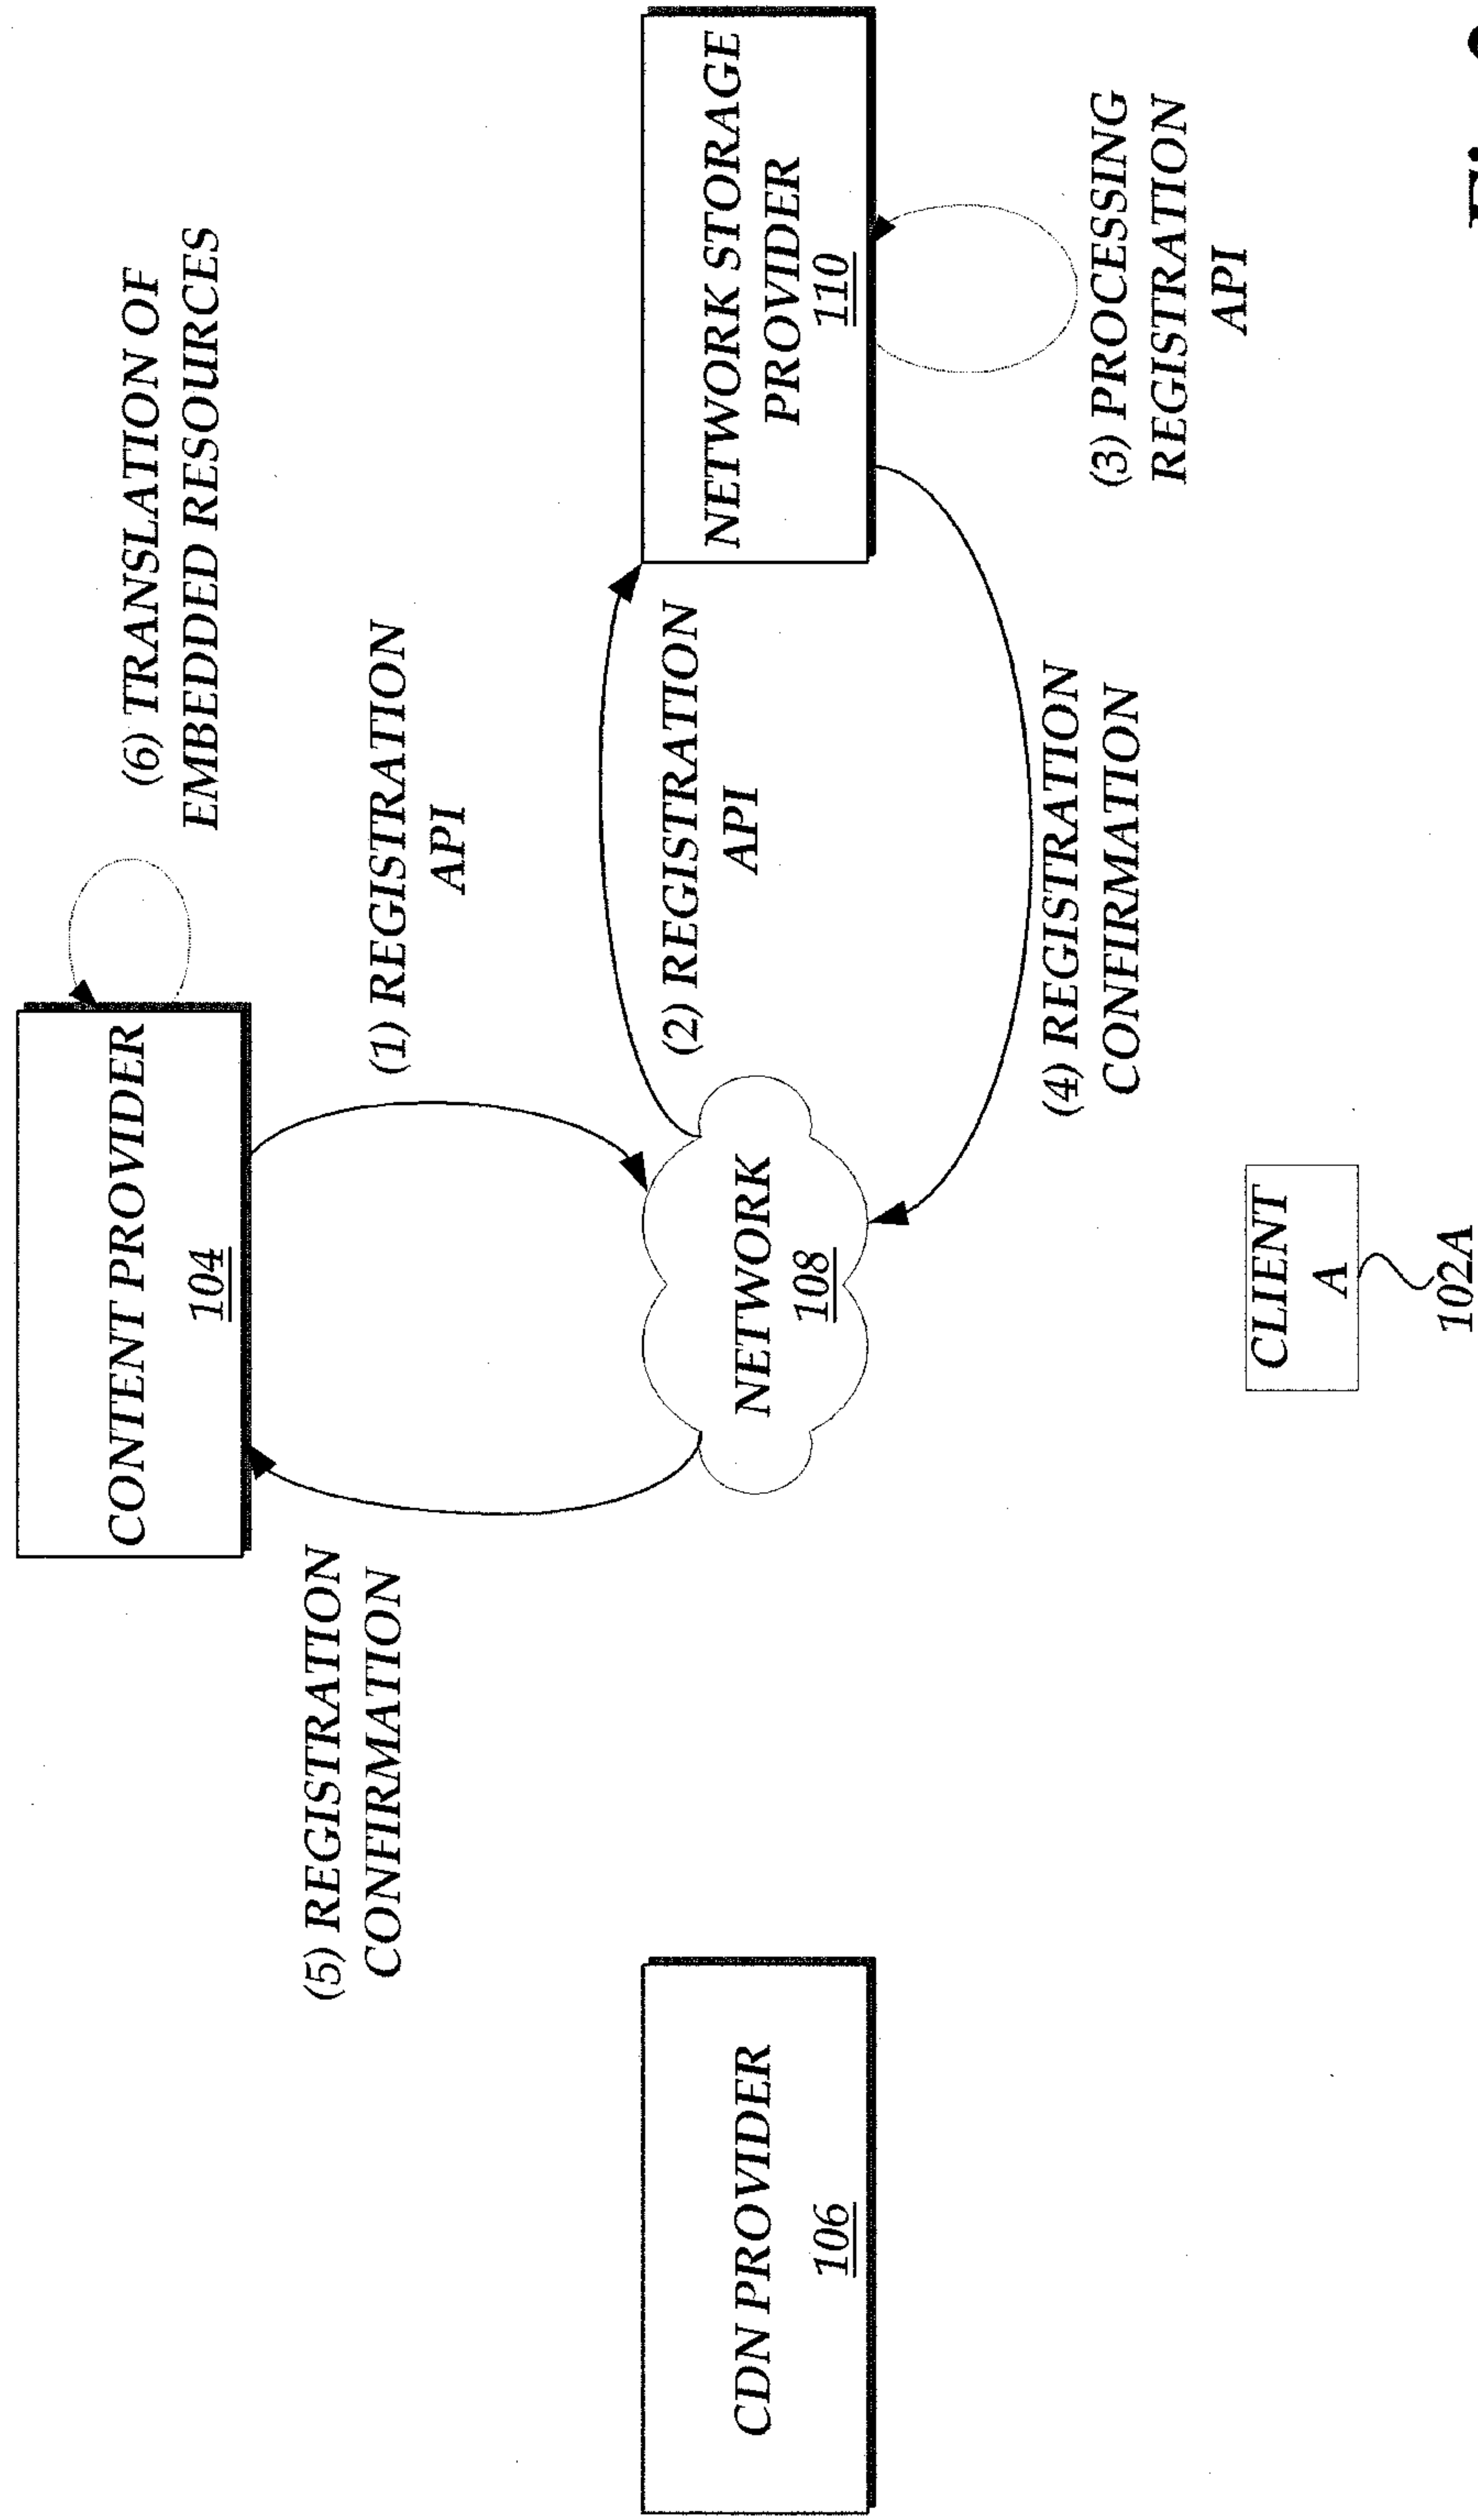 (6) TRANSLATION OF
EMBEDDED RESOURCES
CONTENT PROVIDER
104
(5) REGISTRATION
CONFIRMATION
(1) REGISTRATION
API
CDN PROVIDER
106
NETWORK
108
(2) REGISTRATION
API
NETWORK STORAGE
PROVIDER
110
(4) REGISTRATION
CONFIRMATION
(3) PROCESSING
REGISTRATION
API
CLIENT
A
102A